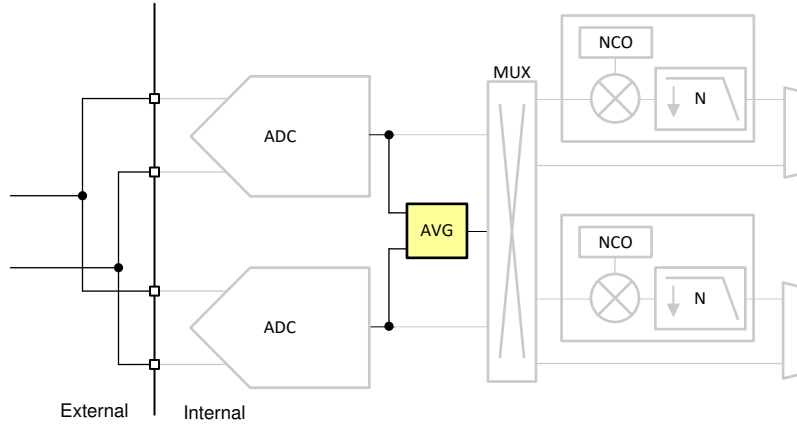 NCO
MUX
N
ADC
AVG
NCO
N
ADC
External
Internal